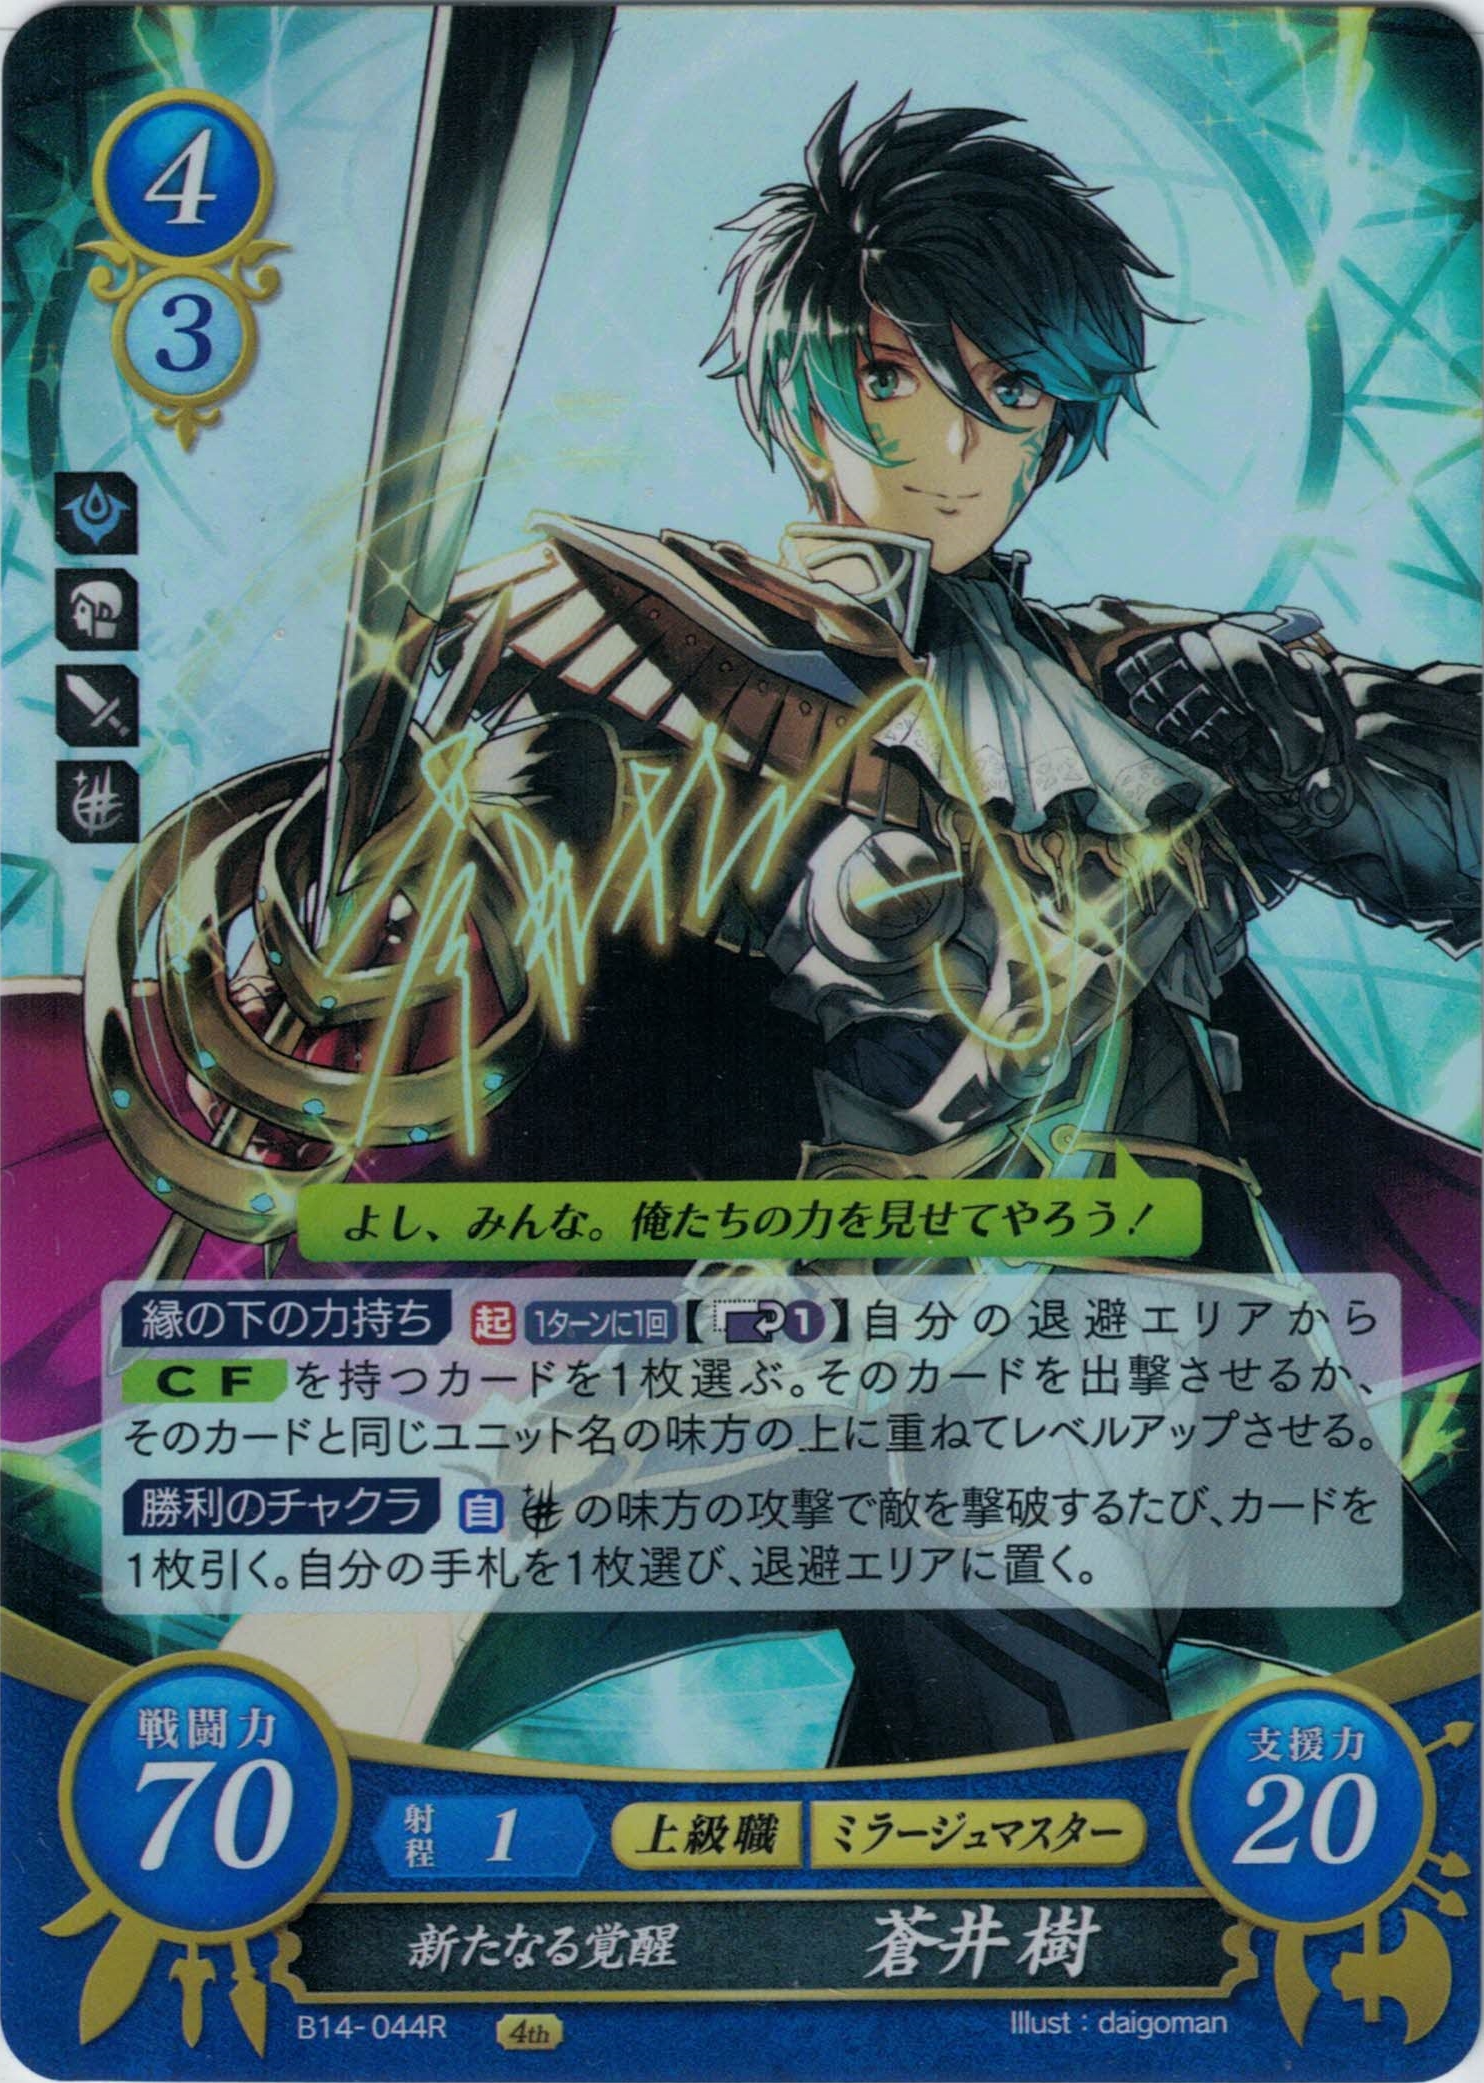 4
3
よし、みんな。俺たちの力を見せてやろう!
縁の下の力持ち 起 1ターンに1回【1】自分の退避エリアから
CFを持つカードを1枚選ぶ。そのカードを出撃させるか、
そのカードと同じユニット名の味方の上に重ねてレベルアップさせる。
勝利のチャクラ 自 の味方の攻撃で敵を撃破するたび、カードを
1枚引く。自分の手札を1枚選び、退避エリアに置く。
戦闘力
70
射程 1
上級職 ミラージュマスター
支援力
20
新たなる覚醒 蒼井樹
B14-044R 4th Illust:daigoman